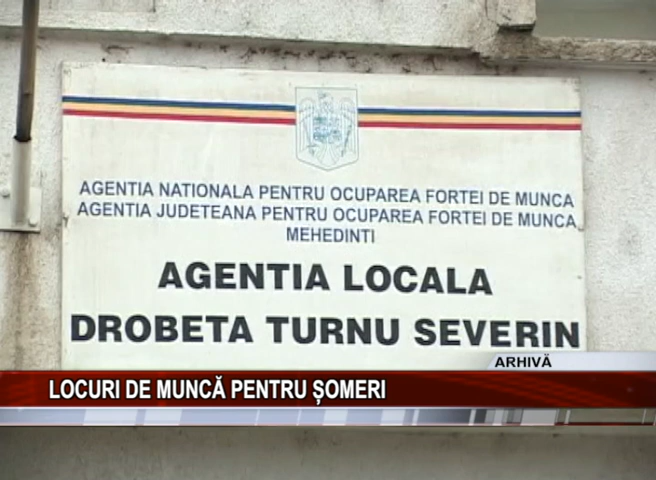 AGENTIA NATIONALA PENTRU OCUPAREA FORTEI DE MUNCA
AGENTIA JUDETEANA PENTRU OCUPAREA FORTEI DE MUNCA
MEHEDINTI
AGENTIA LOCALA
DROBETA TURNU SEVERIN
ARHIVĂ
LOCURI DE MUNCĂ PENTRU ȘOMERI